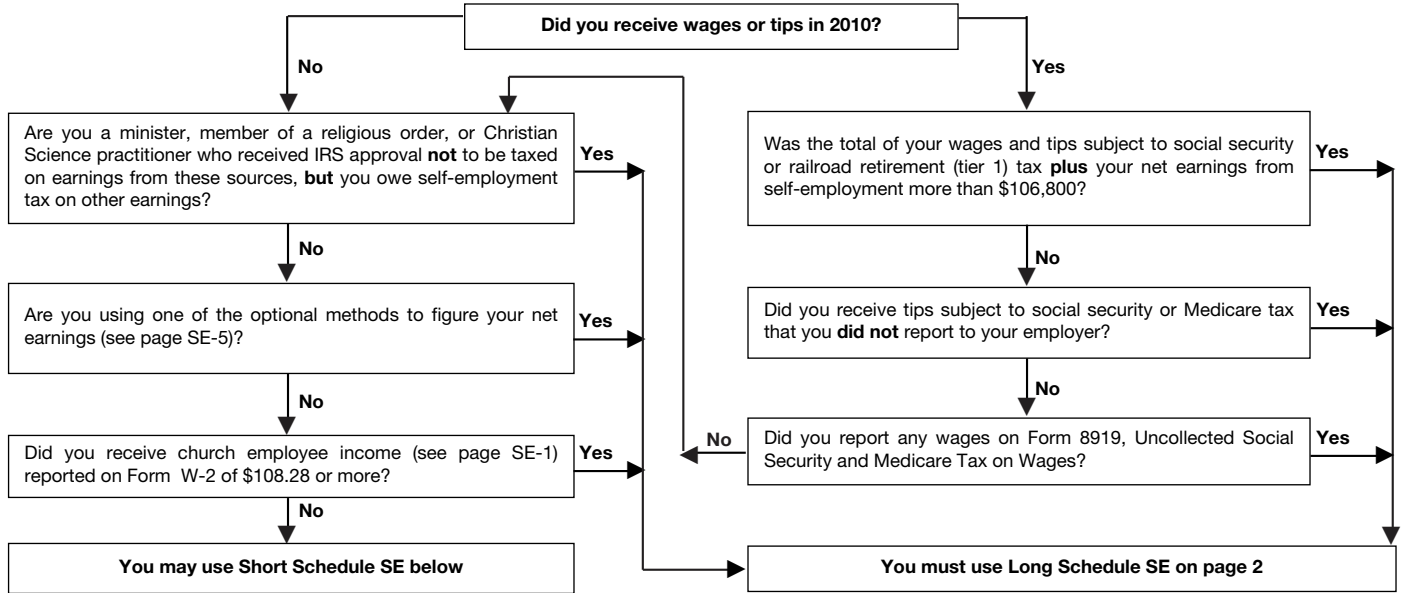 Did you receive wages or tips in 2010?
No
Yes
Are you a minister, member of a religious order, or Christian
Science practitioner who received IRS approval not to be taxed
on earnings from these sources, but you owe self-employment
tax on other earnings?
Yes
Was the total of your wages and tips subject to social security
or railroad retirement (tier 1) tax plus your net earnings from
self-employment more than $106,800?
Yes
No
No
Are you using one of the optional methods to figure your net
earnings (see page SE-5)?
Yes
Did you receive tips subject to social security or Medicare tax
that you did not report to your employer?
Yes
No
No
Did you receive church employee income (see page SE-1)
reported on Form W-2 of $108.28 or more?
Yes
No
Did you report any wages on Form 8919, Uncollected Social
Security and Medicare Tax on Wages?
Yes
No
You may use Short Schedule SE below
You must use Long Schedule SE on page 2